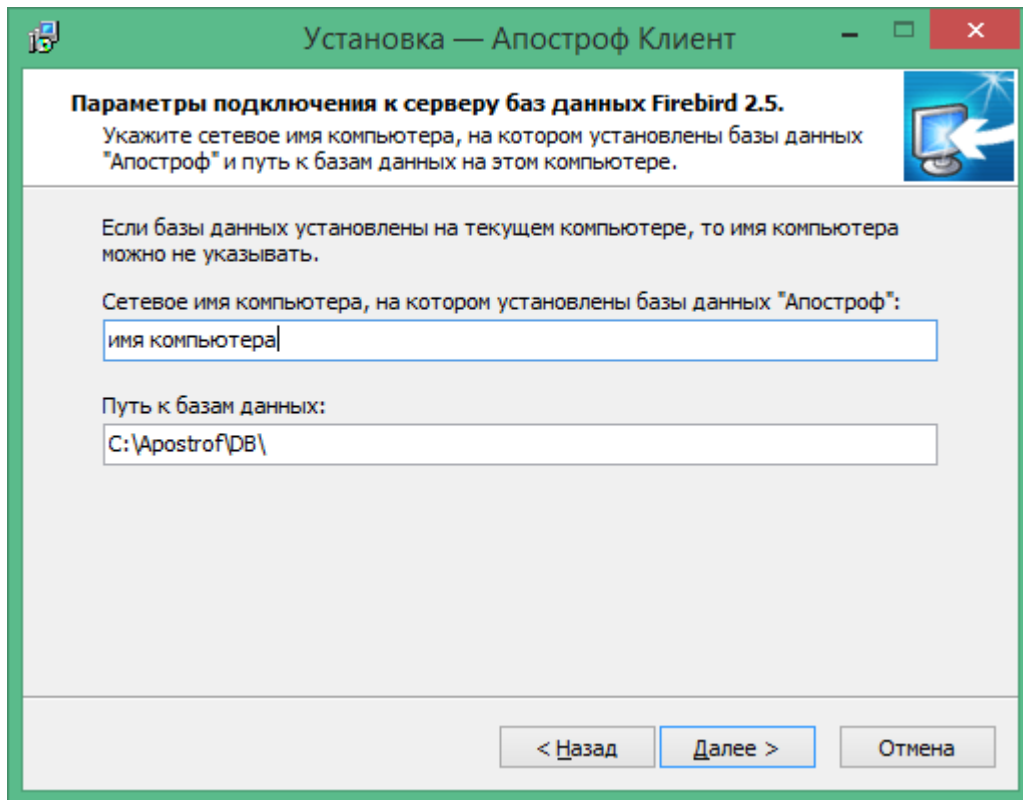 Установка — Апостроф Клиент
Параметры подключения к серверу баз данных Firebird 2.5.
Укажите сетевое имя компьютера, на котором установлены базы данных
"Апостроф" и путь к базам данных на этом компьютере.
Если базы данных установлены на текущем компьютере, то имя компьютера
можно не указывать.
Сетевое имя компьютера, на котором установлены базы данных "Апостроф":
имя компьютера
Путь к базам данных:
C:\Apostrof\DB\
< Назад Далее > Отмена